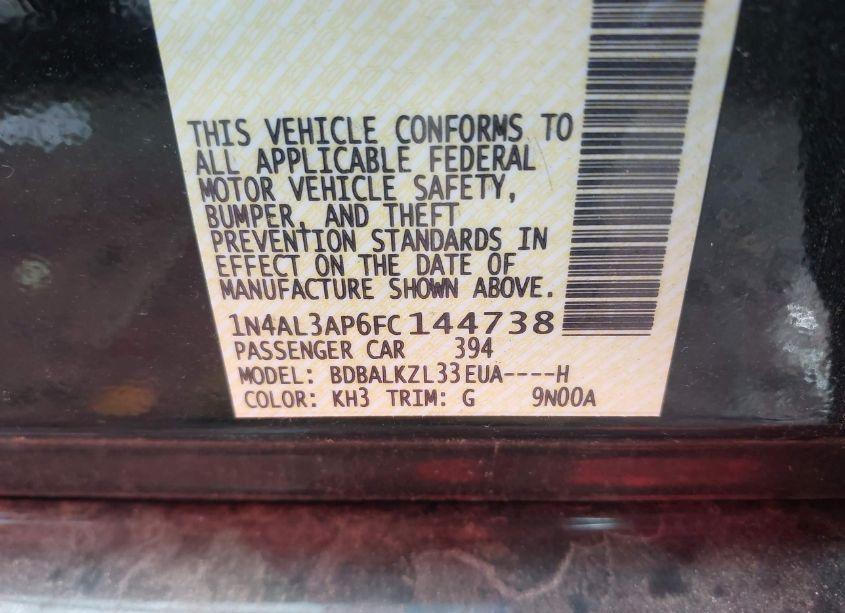 THIS VEHICLE CONFORMS TO
ALL APPLICABLE FEDERAL
MOTOR VEHICLE SAFETY,
BUMPER, AND THEFT
PREVENTION STANDARDS IN
EFFECT ON THE DATE OF
MANUFACTURE SHOWN ABOVE.
1N4AL3AP6FC144738
PASSENGER CAR 394
MODEL: BDBALKZL33EUA----H
COLOR: KH3 TRIM: G 9N00A